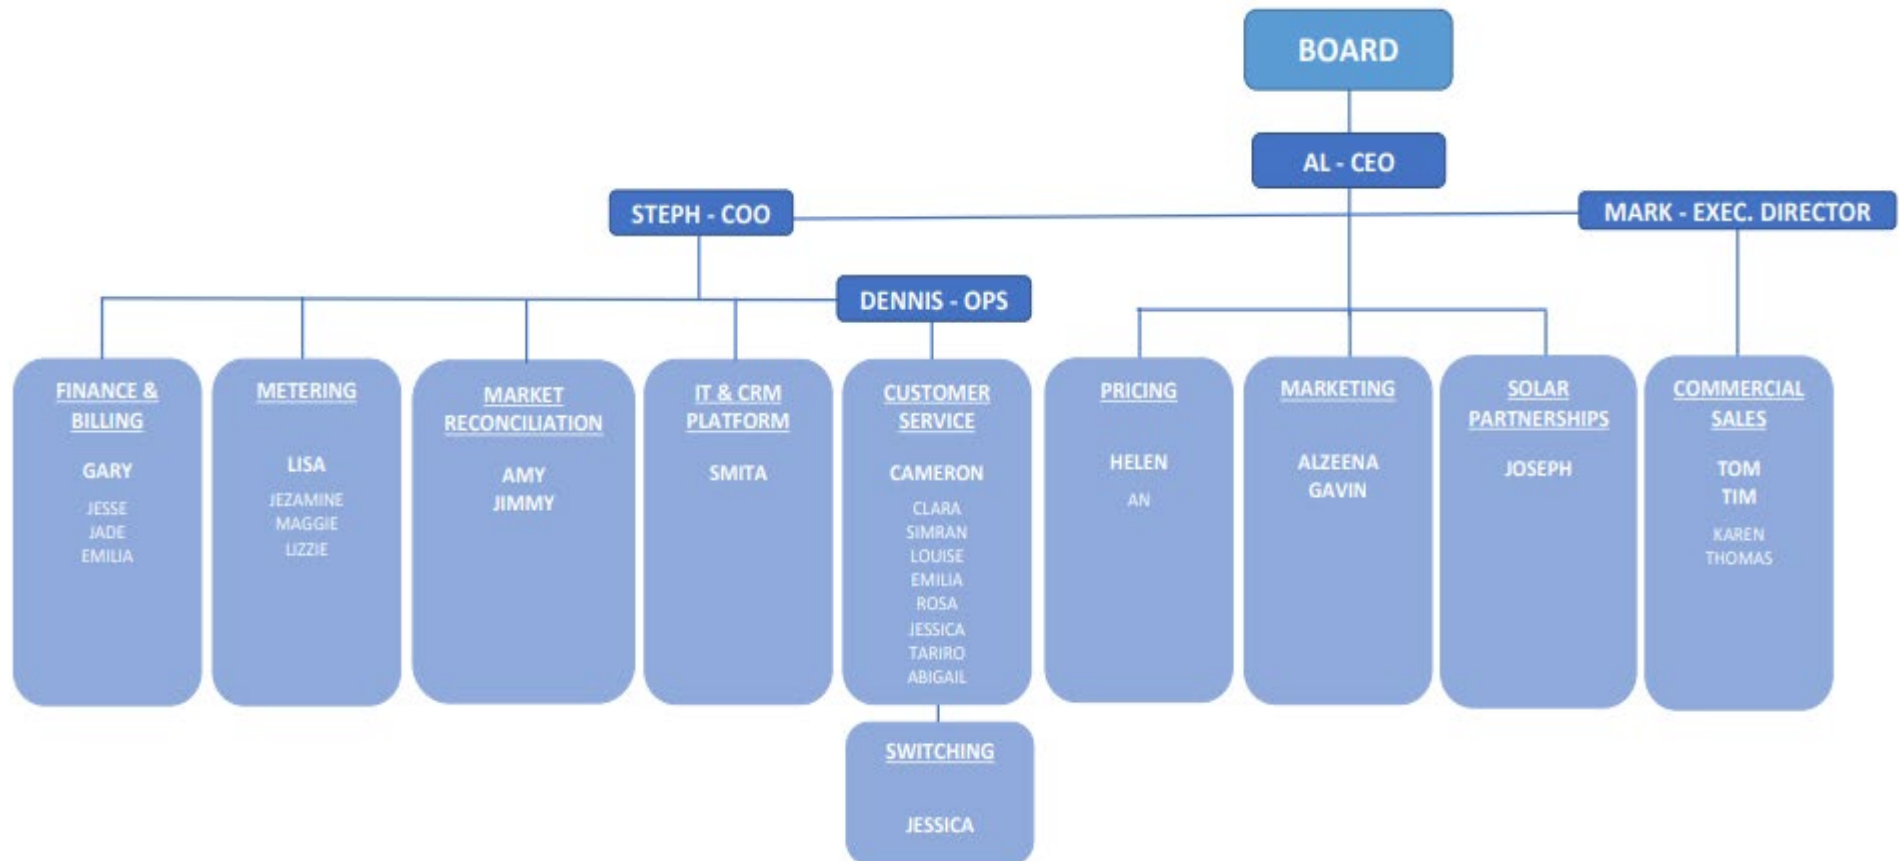 BOARD
AL - CEO
STEPH - COO
MARK - EXEC. DIRECTOR
DENNIS - OPS
FINANCE &
BILLING
GARY
JESSE
JADE
EMILIA
METERING
LISA
JEZAMINE
MAGGIE
LIZZIE
MARKET
RECONCILIATION
AMY
JIMMY
IT & CRM
PLATFORM
SMITA
CUSTOMER
SERVICE
CAMERON
CLARA
SIMRAN
LOUISE
EMILIA
ROSA
JESSICA
TARIRO
ABIGAIL
SWITCHING
JESSICA
PRICING
HELEN
AN
MARKETING
ALZEENA
GAVIN
SOLAR
PARTNERSHIPS
JOSEPH
COMMERCIAL
SALES
TOM
TIM
KAREN
THOMAS